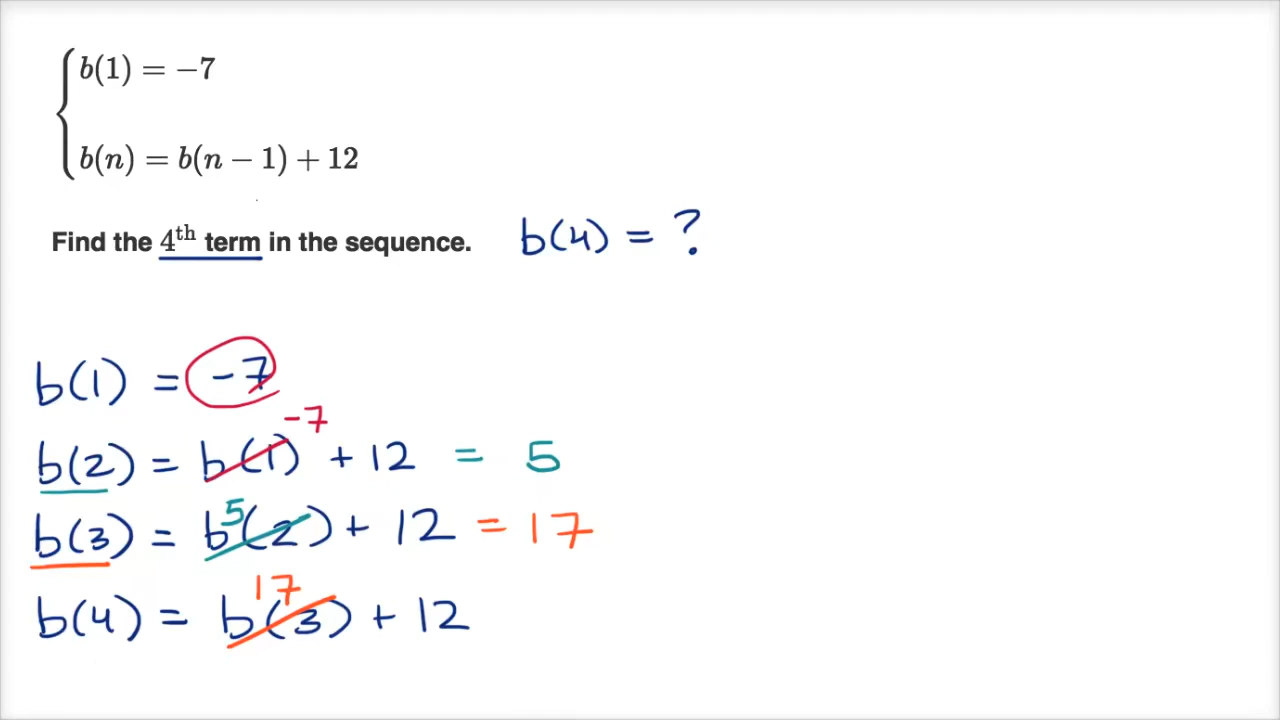 b(1) = −7
b(n) = b(n − 1) + 12
Find the 4th term in the sequence. b(4) = ?
b(1) = -7
-7
b(2) = b(1) + 12 = 5
5
b(3) = b(2) + 12 = 17
17
b(4) = b(3) + 12